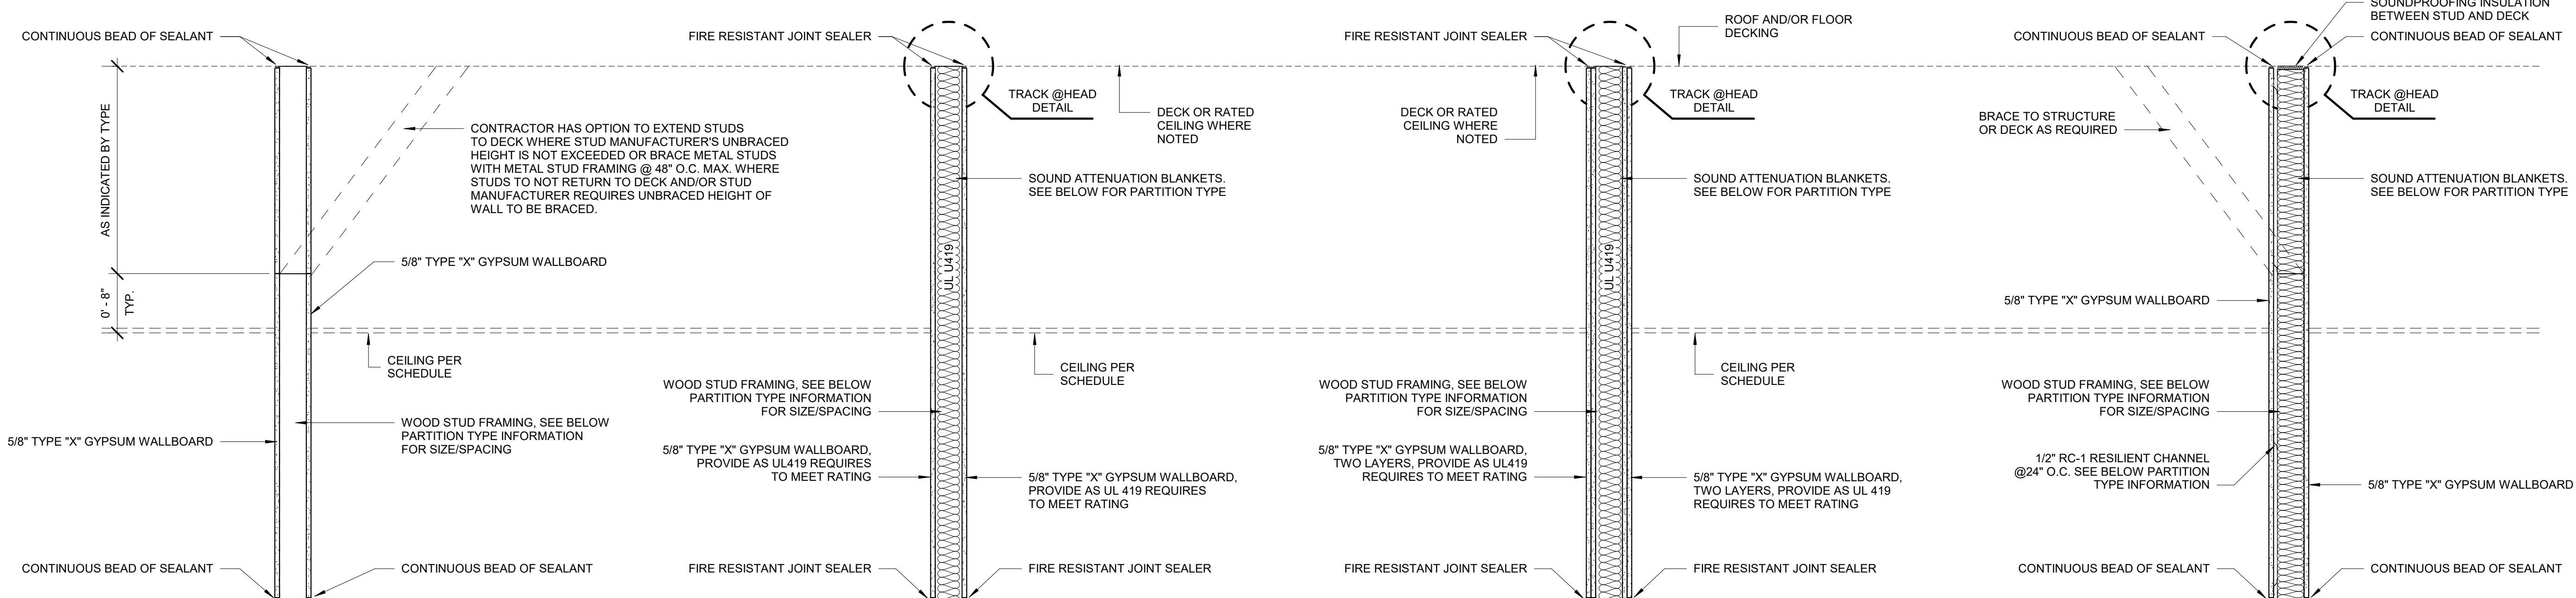 CONTINUOUS BEAD OF SEALANT
AS INDICATED BY TYPE
0' - 8"
TYP.
CONTRACTOR HAS OPTION TO EXTEND STUDS
TO DECK WHERE STUD MANUFACTURER'S UNBRACED
HEIGHT IS NOT EXCEEDED OR BRACE METAL STUDS
WITH METAL STUD FRAMING @ 48" O.C. MAX. WHERE
STUDS TO NOT RETURN TO DECK AND/OR STUD
MANUFACTURER REQUIRES UNBRACED HEIGHT OF
WALL TO BE BRACED.
5/8" TYPE "X" GYPSUM WALLBOARD
CEILING PER
SCHEDULE
WOOD STUD FRAMING, SEE BELOW
PARTITION TYPE INFORMATION
FOR SIZE/SPACING
5/8" TYPE "X" GYPSUM WALLBOARD
CONTINUOUS BEAD OF SEALANT
CONTINUOUS BEAD OF SEALANT
FIRE RESISTANT JOINT SEALER
TRACK @HEAD
DETAIL
DECK OR RATED
CEILING WHERE
NOTED
SOUND ATTENUATION BLANKETS.
SEE BELOW FOR PARTITION TYPE
UL U419
CEILING PER
SCHEDULE
WOOD STUD FRAMING, SEE BELOW
PARTITION TYPE INFORMATION
FOR SIZE/SPACING
5/8" TYPE "X" GYPSUM WALLBOARD,
PROVIDE AS UL419 REQUIRES
TO MEET RATING
5/8" TYPE "X" GYPSUM WALLBOARD,
PROVIDE AS UL 419 REQUIRES
TO MEET RATING
FIRE RESISTANT JOINT SEALER
FIRE RESISTANT JOINT SEALER
FIRE RESISTANT JOINT SEALER
ROOF AND/OR FLOOR
DECKING
TRACK @HEAD
DETAIL
DECK OR RATED
CEILING WHERE
NOTED
SOUND ATTENUATION BLANKETS.
SEE BELOW FOR PARTITION TYPE
UL U419
CEILING PER
SCHEDULE
WOOD STUD FRAMING, SEE BELOW
PARTITION TYPE INFORMATION
FOR SIZE/SPACING
5/8" TYPE "X" GYPSUM WALLBOARD,
TWO LAYERS, PROVIDE AS UL419
REQUIRES TO MEET RATING
5/8" TYPE "X" GYPSUM WALLBOARD,
TWO LAYERS, PROVIDE AS UL 419
REQUIRES TO MEET RATING
FIRE RESISTANT JOINT SEALER
FIRE RESISTANT JOINT SEALER
SOUNDPROOFING INSULATION
BETWEEN STUD AND DECK
CONTINUOUS BEAD OF SEALANT
CONTINUOUS BEAD OF SEALANT
TRACK @HEAD
DETAIL
BRACE TO STRUCTURE
OR DECK AS REQUIRED
SOUND ATTENUATION BLANKETS.
SEE BELOW FOR PARTITION TYPE
5/8" TYPE "X" GYPSUM WALLBOARD
WOOD STUD FRAMING, SEE BELOW
PARTITION TYPE INFORMATION
FOR SIZE/SPACING
1/2" RC-1 RESILIENT CHANNEL
@24" O.C. SEE BELOW PARTITION
TYPE INFORMATION
5/8" TYPE "X" GYPSUM WALLBOARD
CONTINUOUS BEAD OF SEALANT
CONTINUOUS BEAD OF SEALANT